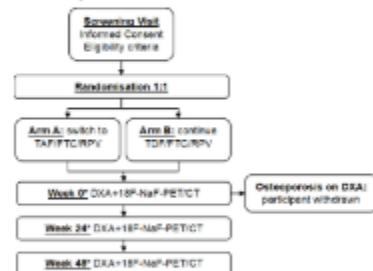 Screening Visit
Informed Consent
Eligibility criteria
Randomisation 1:1
Arm A: switch to
TAF/FTC/RPV
Arm B: continue
TDF/FTC/RPV
Week 0* DXA+18F-NaF-PET/CT
Osteoporosis on DXA:
participant withdrawn
Week 24* DXA+18F-NaF-PET/CT
Week 48* DXA+18F-NaF-PET/CT